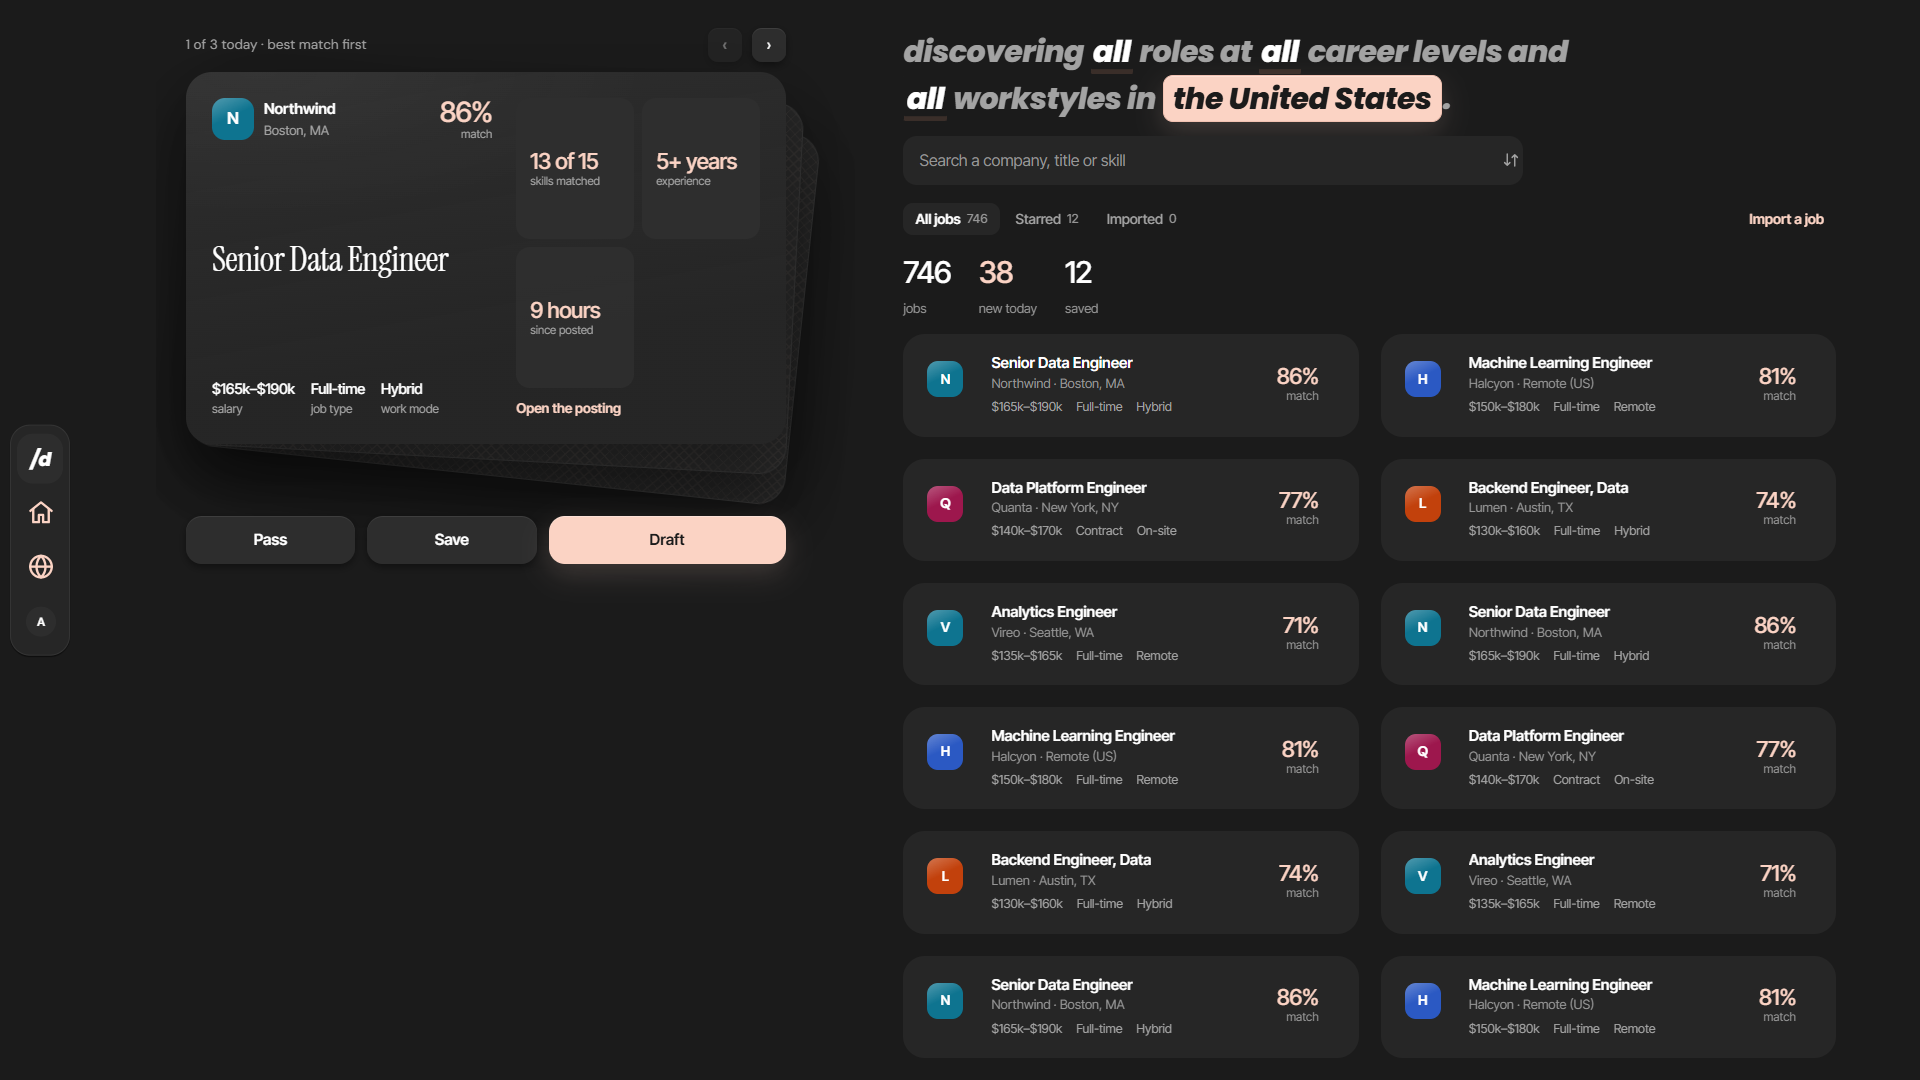 1 of 3 today · best match first
‹ ›
N
Northwind
Boston, MA
86%
match
Senior Data Engineer
$165k–$190k Full-time Hybrid
salary job type work mode
13 of 15
skills matched
5+ years
experience
9 hours
since posted
Open the posting
Pass Save Draft
/d
A
discovering all roles at all career levels and
all workstyles in the United States .
Search a company, title or skill
All jobs 746 Starred 12 Imported 0 Import a job
746 38 12
jobs new today saved
N
Senior Data Engineer
Northwind · Boston, MA
$165k–$190k Full-time Hybrid
86%
match
H
Machine Learning Engineer
Halcyon · Remote (US)
$150k–$180k Full-time Remote
81%
match
Q
Data Platform Engineer
Quanta · New York, NY
$140k–$170k Contract On-site
77%
match
L
Backend Engineer, Data
Lumen · Austin, TX
$130k–$160k Full-time Hybrid
74%
match
V
Analytics Engineer
Vireo · Seattle, WA
$135k–$165k Full-time Remote
71%
match
N
Senior Data Engineer
Northwind · Boston, MA
$165k–$190k Full-time Hybrid
86%
match
H
Machine Learning Engineer
Halcyon · Remote (US)
$150k–$180k Full-time Remote
81%
match
Q
Data Platform Engineer
Quanta · New York, NY
$140k–$170k Contract On-site
77%
match
L
Backend Engineer, Data
Lumen · Austin, TX
$130k–$160k Full-time Hybrid
74%
match
V
Analytics Engineer
Vireo · Seattle, WA
$135k–$165k Full-time Remote
71%
match
N
Senior Data Engineer
Northwind · Boston, MA
$165k–$190k Full-time Hybrid
86%
match
H
Machine Learning Engineer
Halcyon · Remote (US)
$150k–$180k Full-time Remote
81%
match